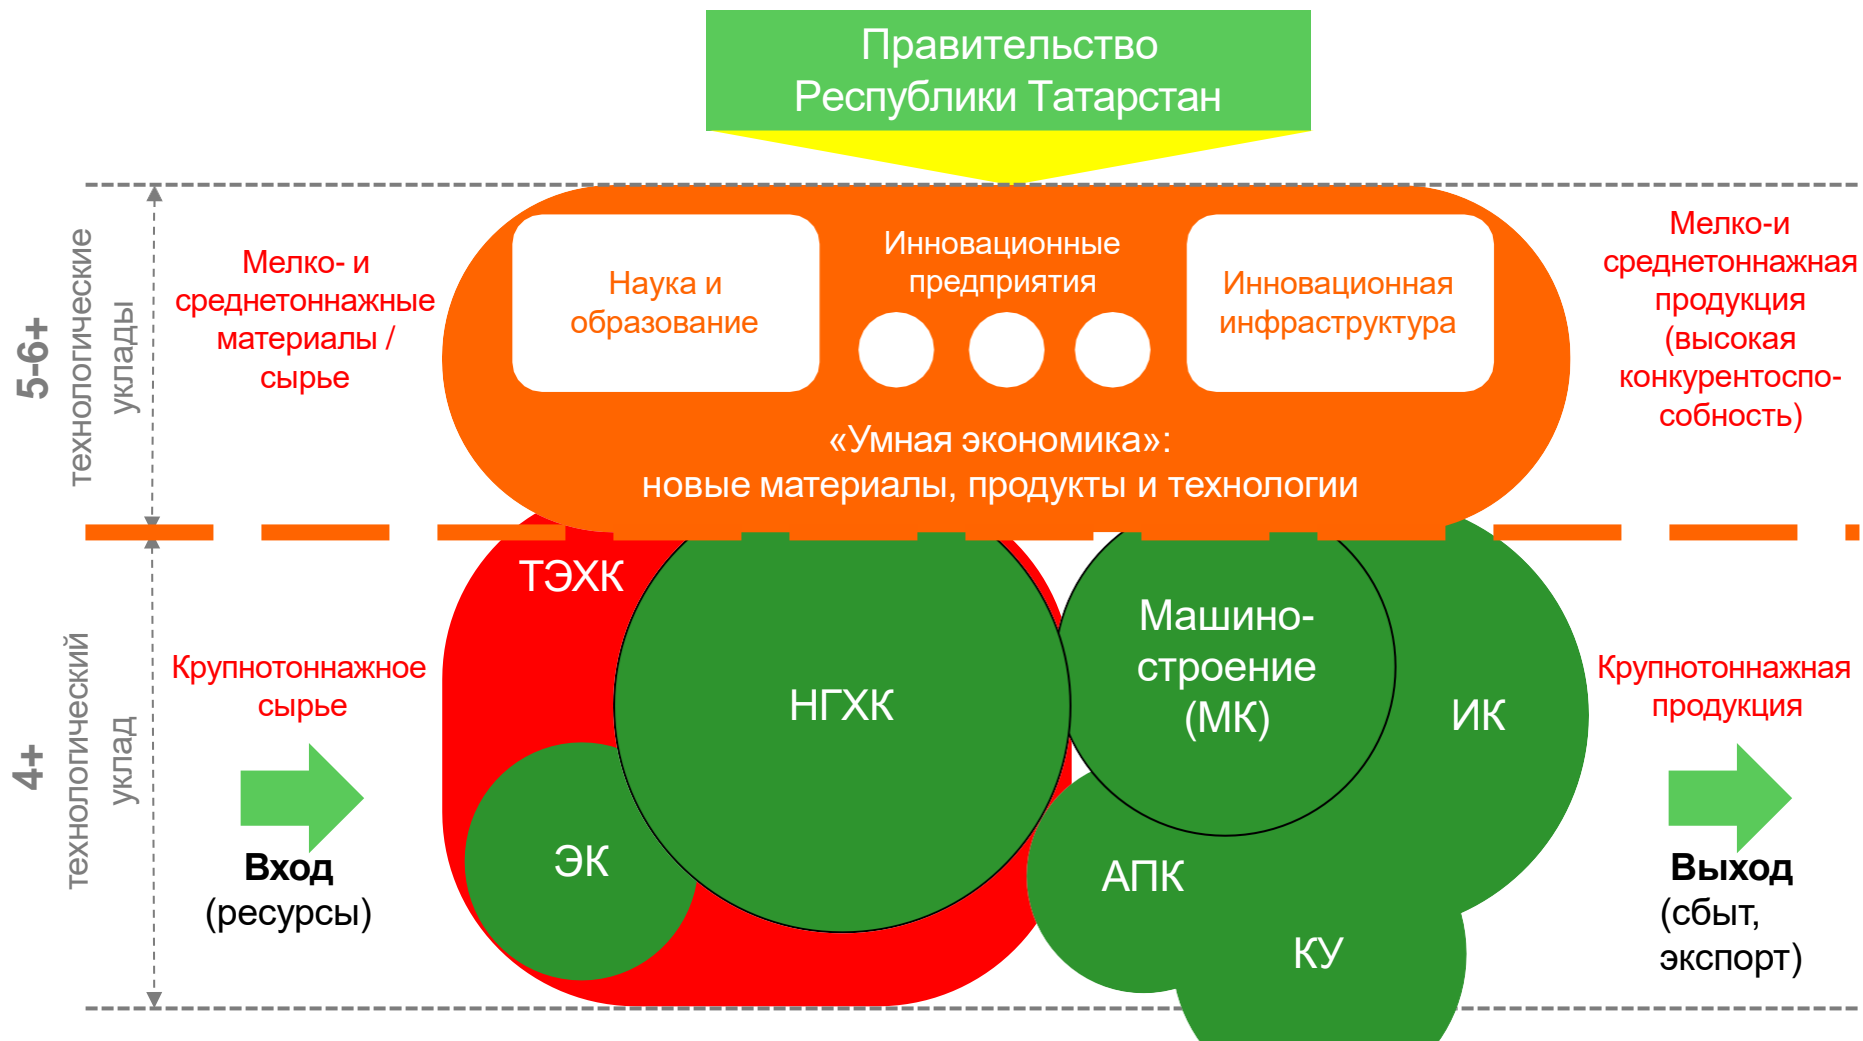 Правительство
Республики Татарстан
5-6+
технологические
уклады
Мелко- и
среднетоннажные
материалы /
сырье
Наука и
образование
Инновационные
предприятия
Инновационная
инфраструктура
«Умная экономика»:
новые материалы, продукты и технологии
Мелко-и
среднетоннажная
продукция
(высокая
конкурентоспо-
собность)
4+
технологический
уклад
Крупнотоннажное
сырье
Вход
(ресурсы)
ТЭХК
НГХК
ЭК
Машино-
строение
(МК)
ИК
АПК
КУ
Крупнотоннажная
продукция
Выход
(сбыт,
экспорт)